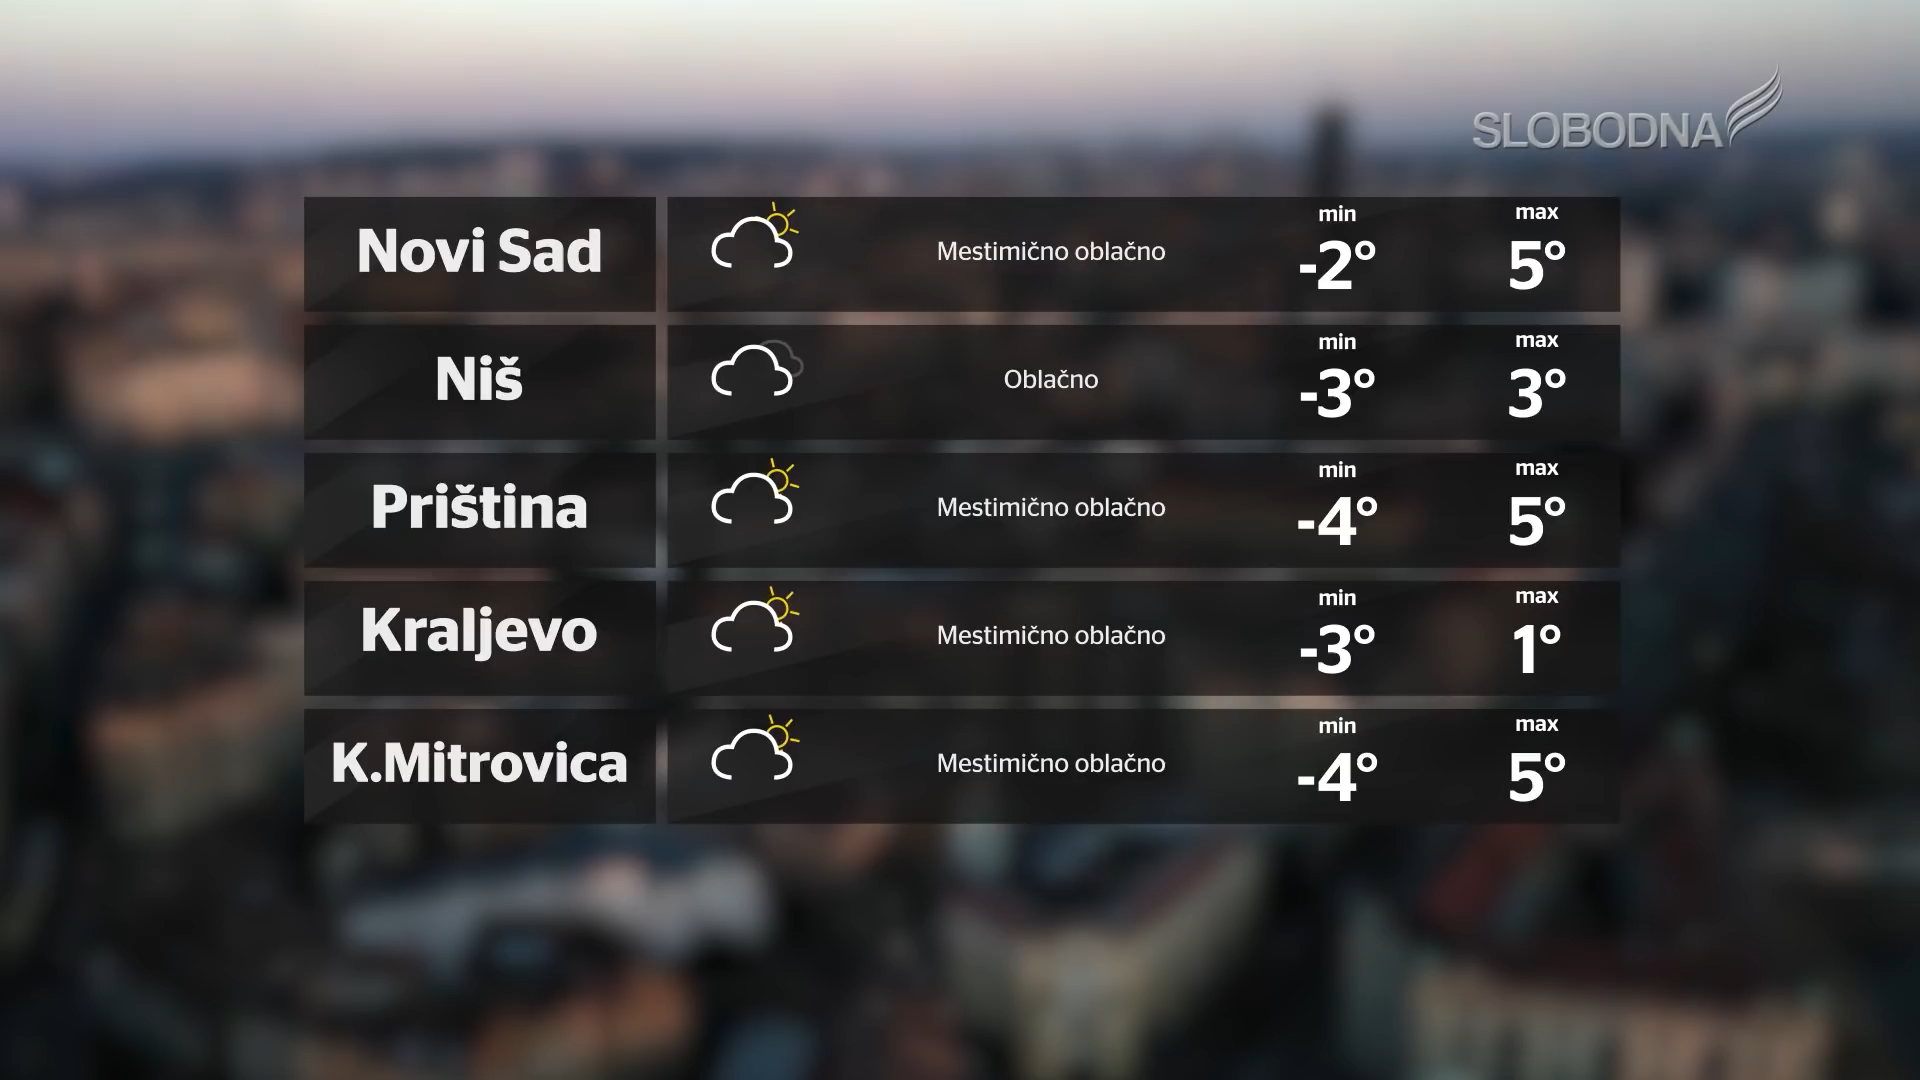 SLOBODNA
Novi Sad
Mestimično oblačno
min
-2°
max
5°
Niš
Oblačno
min
-3°
max
3°
Priština
Mestimično oblačno
min
-4°
max
5°
Kraljevo
Mestimično oblačno
min
-3°
max
1°
K.Mitrovica
Mestimično oblačno
min
-4°
max
5°